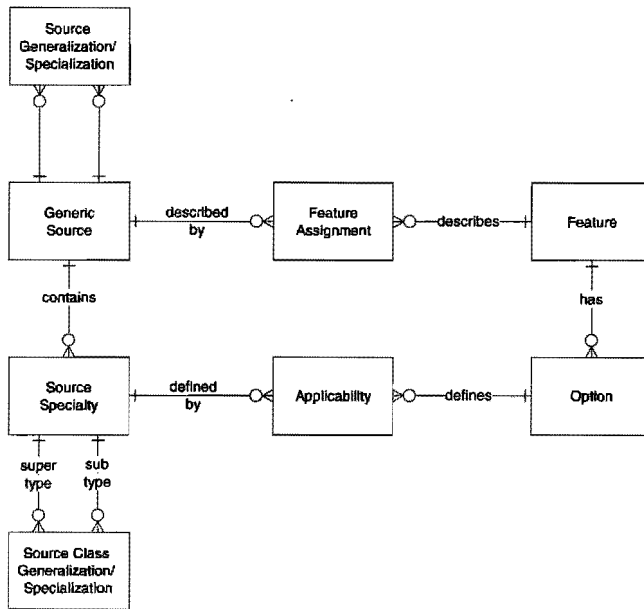 Source
Generalization/
Specialization
Generic
Source
described
by
Feature
Assignment
describes
Feature
contains
has
Source
Specialty
defined
by
Applicability
defines
Option
super
type
sub
type
Source Class
Generalization/
Specialization